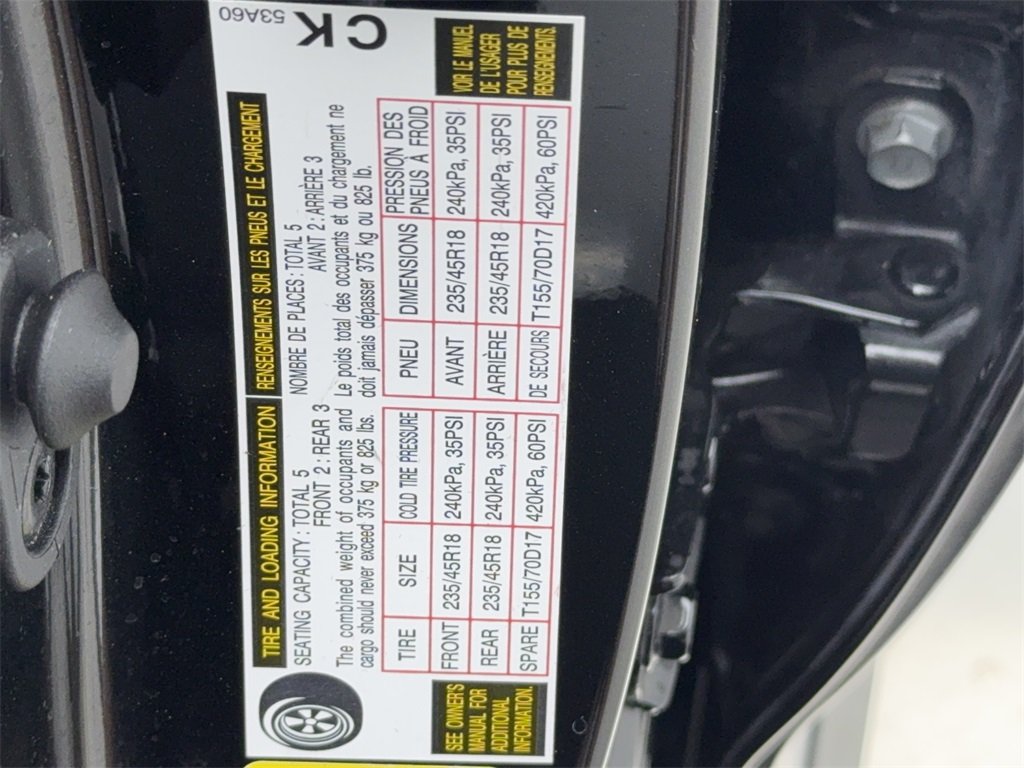 TIRE AND LOADING INFORMATION
RENSEIGNEMENTS SUR LES PNEUS ET LE CHARGEMENT
SEATING CAPACITY : TOTAL 5
FRONT 2 : REAR 3
The combined weight of occupants and
cargo should never exceed 375 kg or 825 lbs.
NOMBRE DE PLACES : TOTAL 5
AVANT 2 : ARRIÈRE 3
Le poids total des occupants et du chargement ne
doit jamais dépasser 375 kg ou 825 lb.
SEE OWNER'S
MANUAL FOR
ADDITIONAL
INFORMATION.
TIRE SIZE COLD TIRE PRESSURE
FRONT 235/45R18 240kPa, 35PSI
REAR 235/45R18 240kPa, 35PSI
SPARE T155/70D17 420kPa, 60PSI
PNEU DIMENSIONS PRESSION DES
PNEUS À FROID
AVANT 235/45R18 240kPa, 35PSI
ARRIÈRE 235/45R18 240kPa, 35PSI
DE SECOURS T155/70D17 420kPa, 60PSI
VOIR LE MANUEL
DE L'USAGER
POUR PLUS DE
RENSEIGNEMENTS.
53A60
CK